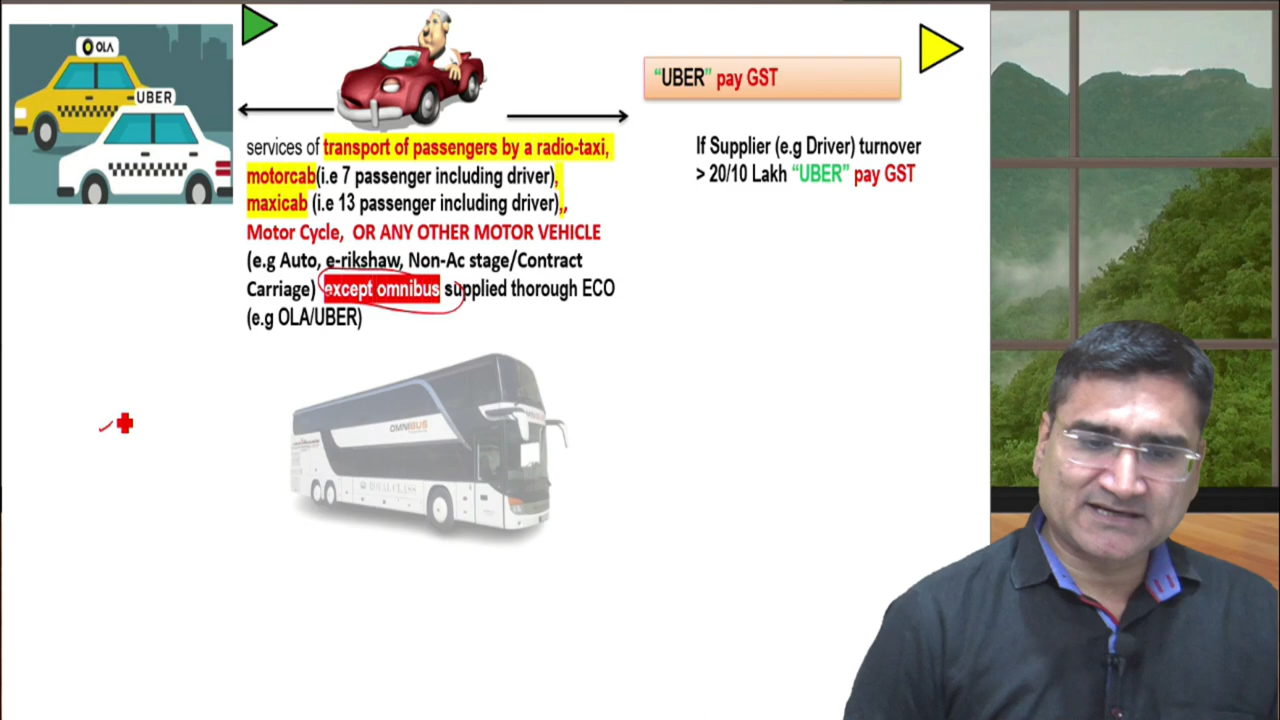 OLA
UBER
services of transport of passengers by a radio-taxi,
motorcab(i.e 7 passenger including driver),
maxicab (i.e 13 passenger including driver),,
Motor Cycle, OR ANY OTHER MOTOR VEHICLE
(e.g Auto, e-rikshaw, Non-Ac stage/Contract
Carriage) except omnibus supplied thorough ECO
(e.g OLA/UBER)
"UBER" pay GST
If Supplier (e.g Driver) turnover
> 20/10 Lakh "UBER" pay GST
OMNIBUS
ROYAL CLASS